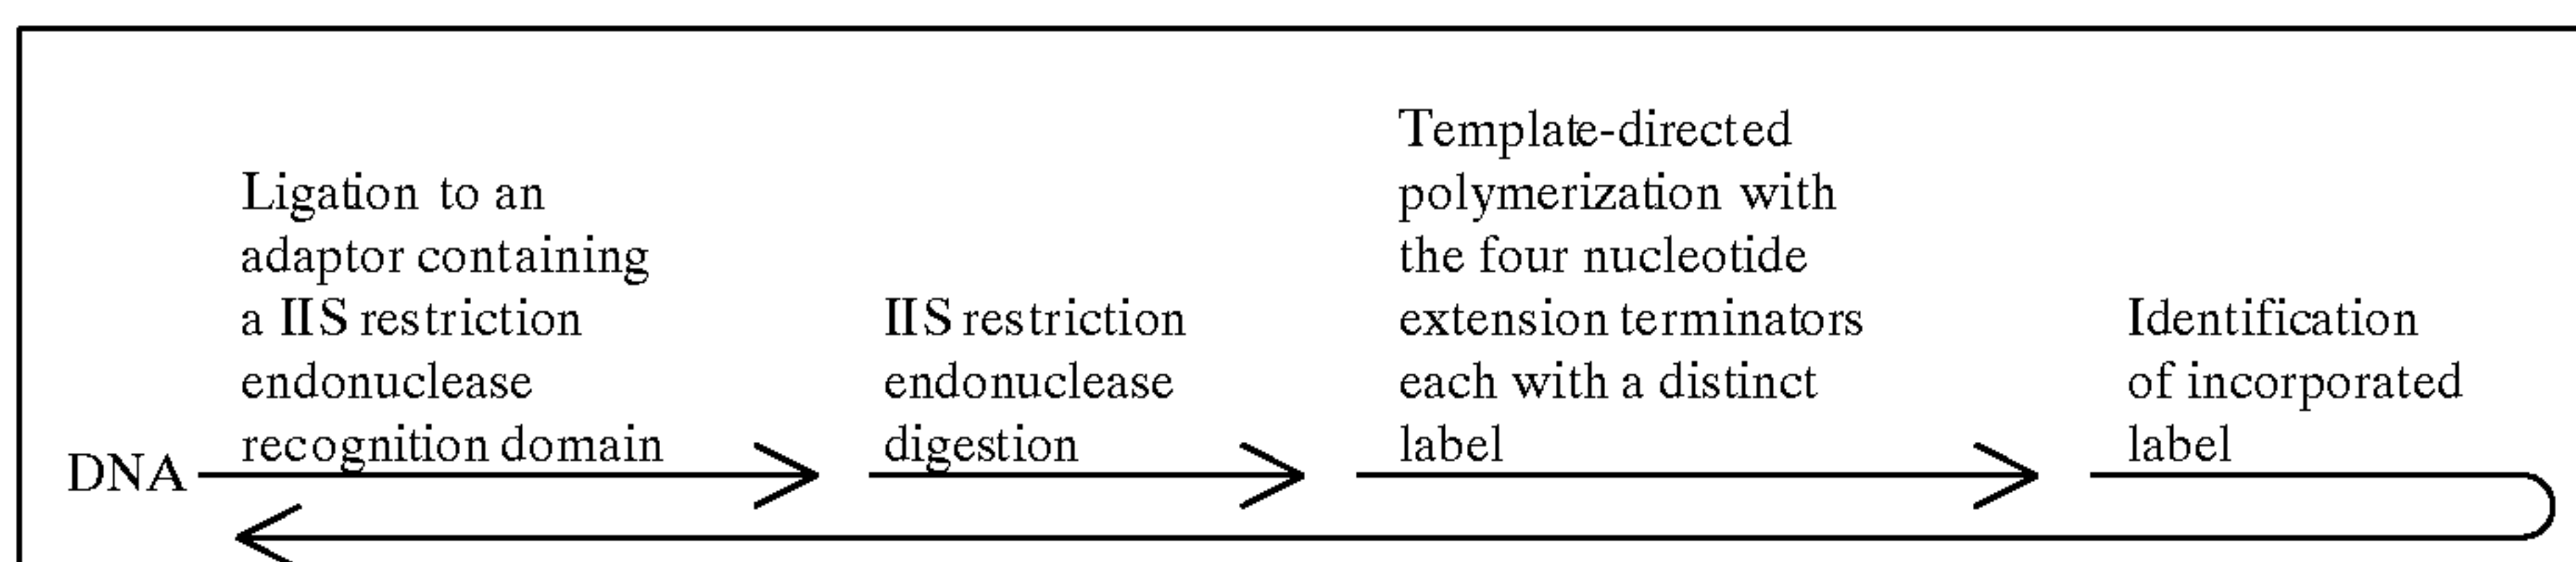 DNA
Ligation to an
adaptor containing
a IIS restriction
endonuclease
recognition domain
IIS restriction
endonuclease
digestion
Template-directed
polymerization with
the four nucleotide
extension terminators
each with a distinct
label
Identification
of incorporated
label